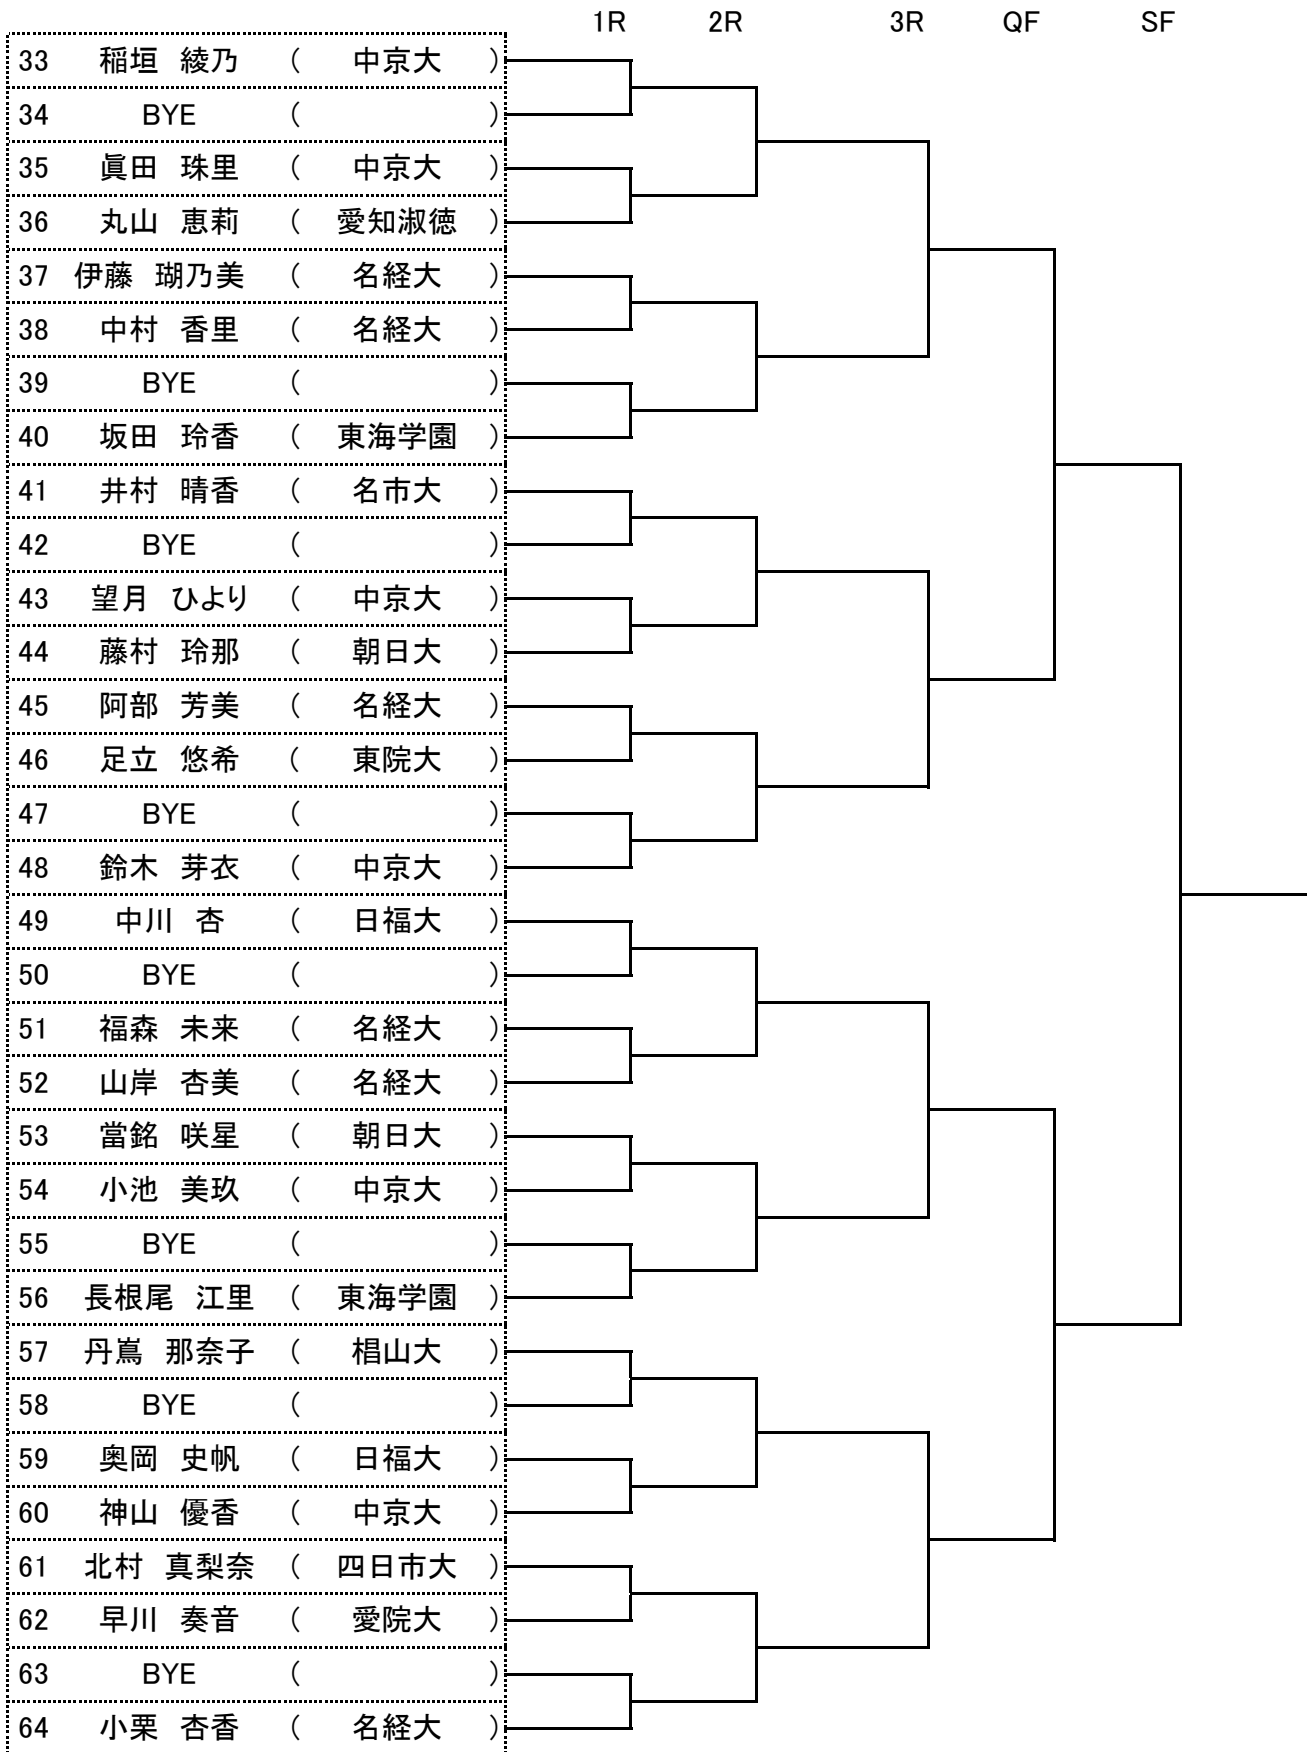 1R 2R 3R QF SF
33 稲垣 綾乃 ( 中京大 )
34 BYE ( )
35 眞田 珠里 ( 中京大 )
36 丸山 恵莉 ( 愛知淑徳 )
37 伊藤 瑚乃美 ( 名経大 )
38 中村 香里 ( 名経大 )
39 BYE ( )
40 坂田 玲香 ( 東海学園 )
41 井村 晴香 ( 名市大 )
42 BYE ( )
43 望月 ひより ( 中京大 )
44 藤村 玲那 ( 朝日大 )
45 阿部 芳美 ( 名経大 )
46 足立 悠希 ( 東院大 )
47 BYE ( )
48 鈴木 芽衣 ( 中京大 )
49 中川 杏 ( 日福大 )
50 BYE ( )
51 福森 未来 ( 名経大 )
52 山岸 杏美 ( 名経大 )
53 當銘 咲星 ( 朝日大 )
54 小池 美玖 ( 中京大 )
55 BYE ( )
56 長根尾 江里 ( 東海学園 )
57 丹嶌 那奈子 ( 椙山大 )
58 BYE ( )
59 奥岡 史帆 ( 日福大 )
60 神山 優香 ( 中京大 )
61 北村 真梨奈 ( 四日市大 )
62 早川 奏音 ( 愛院大 )
63 BYE ( )
64 小栗 杏香 ( 名経大 )